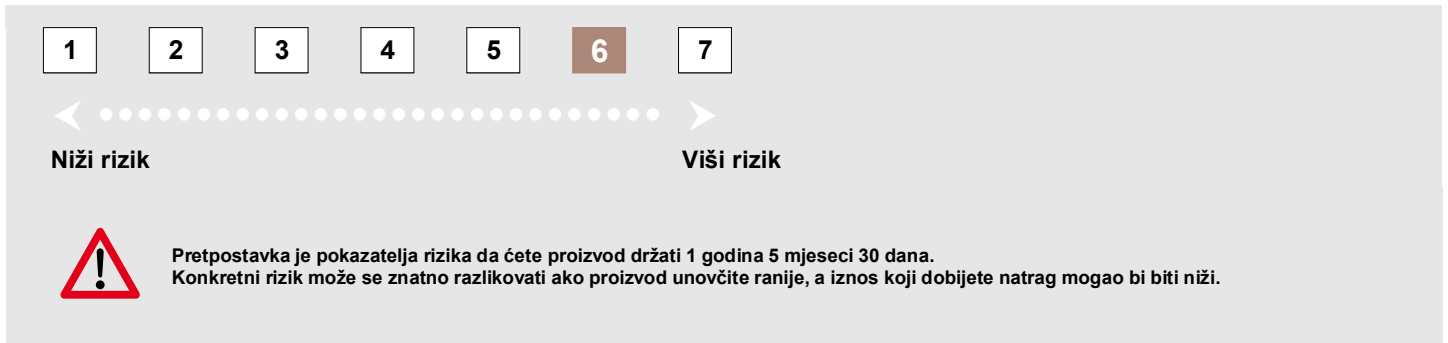 1 2 3 4 5 6 7
Niži rizik Viši rizik
Pretpostavka je pokazatelja rizika da ćete proizvod držati 1 godina 5 mjeseci 30 dana.
Konkretni rizik može se znatno razlikovati ako proizvod unovčite ranije, a iznos koji dobijete natrag mogao bi biti niži.